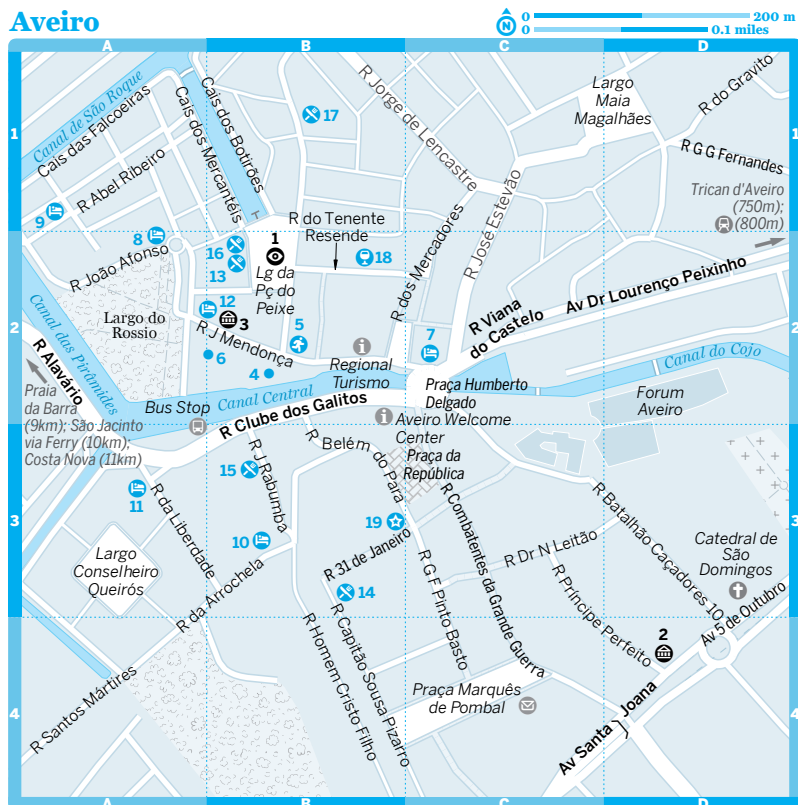 Aveiro
N
0 200 m
0 0.1 miles
A B C D
1
Canal de São Roque
Cais das Falcoeiras
Cais dos Mercantéis
Cais dos Botirões
R Abel Ribeiro
17
R Jorge de Lencastre
Largo
Maia
Magalhães
R do Gravito
R G G Fernandes
Trican d'Aveiro
(750m);
(800m)
1
9
8
R João Afonso
16
13
1
Lg da
Pç do
Peixe
R do Tenente
Resende
18
R dos Mercadores
R José Estevão
R Viana
do Castelo
Av Dr Lourenço Peixinho
2
Canal das Pirâmides
Largo do
Rossio
12
3
R J Mendonça
6
4
5
Regional
Turismo
7
Canal do Cojo
2
R Alavário
Praia
da Barra
(9km); São Jacinto
via Ferry (10km);
Costa Nova (11km)
Bus Stop
Canal Central
R Clube dos Galitos
Praça Humberto
Delgado
Aveiro Welcome
Center
Praça da
República
Forum
Aveiro
3
11
R da Liberdade
15
R J Rabumba
R Belém do Pará
10
19
R 31 de Janeiro
14
R Combatentes da Grande Guerra
R G F Pinto Basto
R Dr N Leitão
R Príncipe Perfeito
R Batalhão Caçadores 10
Catedral de
São
Domingos
3
Largo
Conselheiro
Queirós
R da Arrochela
R Santos Mártires
R Homem Cristo Filho
R Capitão Sousa Pizarro
2
Av 5 de Outubro
4
Praça Marquês
de Pombal
Av Santa Joana
4
A B C D